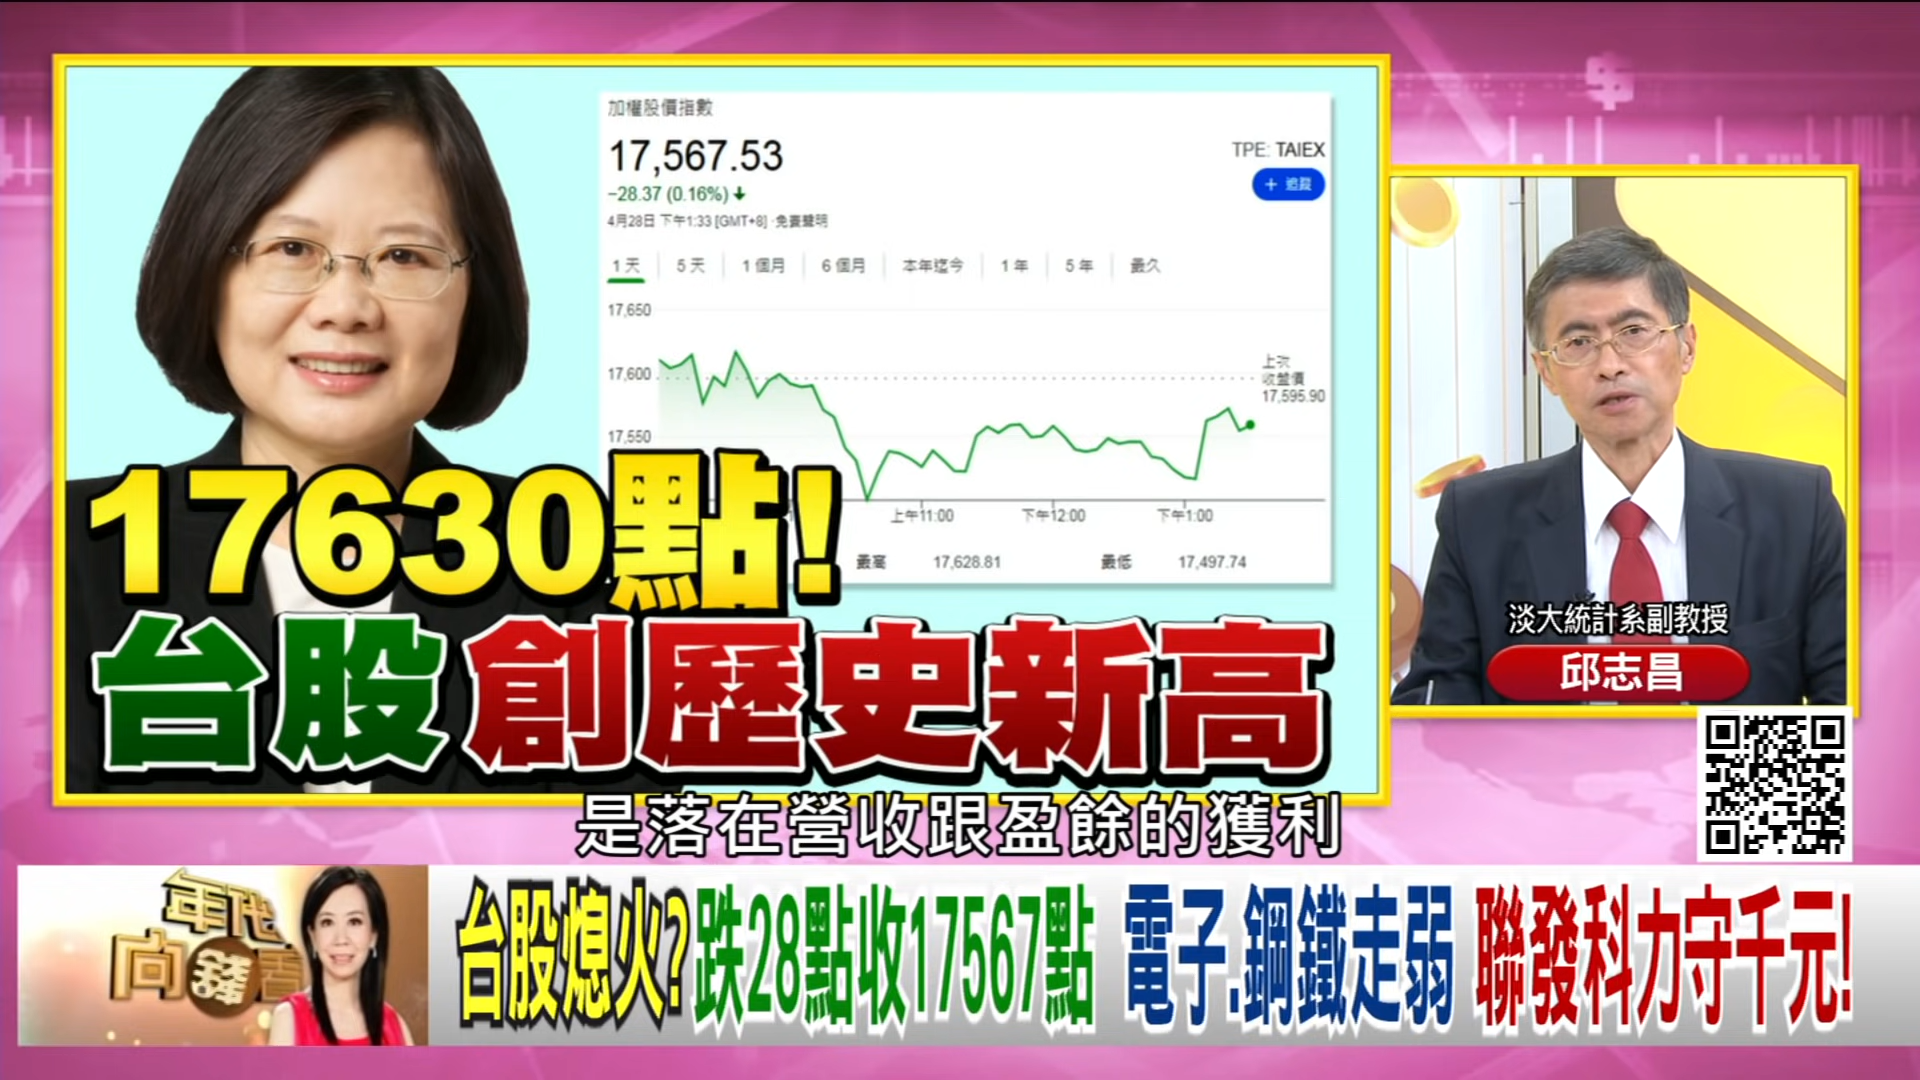 加權股價指數
17,567.53
−28.37 (0.16%)
4月28日 下午1:33 [GMT+8]·免責聲明
TPE: TAIEX
+ 追蹤
1 天
5 天
1 個月
6 個月
本年迄今
1 年
5 年
最久
17,650
17,600
17,550
上次
收盤價
17,595.90
上午11:00
下午12:00
下午1:00
最高 17,628.81
最低 17,497.74
17630點!
台股創歷史新高
淡大統計系副教授
邱志昌
是落在營收跟盈餘的獲利
年代
向錢看
台股熄火?跌28點收17567點 電子.鋼鐵走弱 聯發科力守千元!